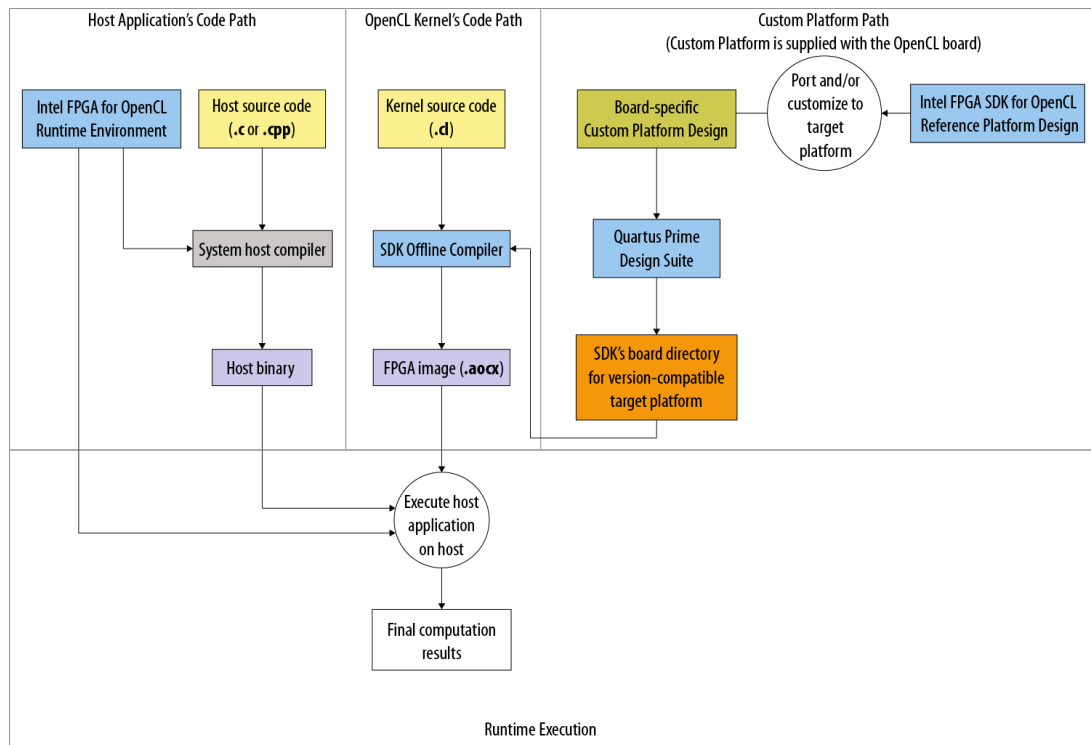 Host Application's Code Path
OpenCL Kernel's Code Path
Custom Platform Path
(Custom Platform is supplied with the OpenCL board)
Intel FPGA for OpenCL
Runtime Environment
Host source code
(.c or .cpp)
Kernel source code
(.cl)
Board-specific
Custom Platform Design
Port and/or
customize to
target
platform
Intel FPGA SDK for OpenCL
Reference Platform Design
System host compiler
SDK Offline Compiler
Quartus Prime
Design Suite
Host binary
FPGA image (.aocx)
SDK's board directory
for version-compatible
target platform
Execute host
application
on host
Final computation
results
Runtime Execution